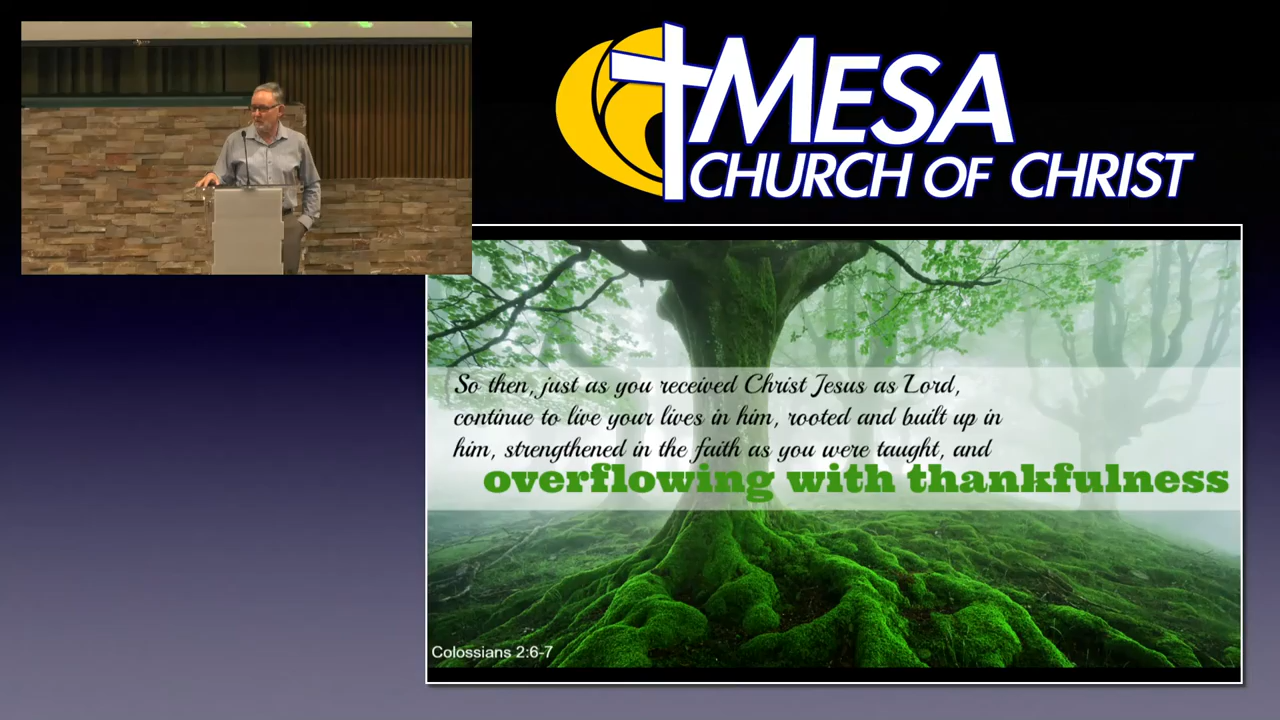 MESA
CHURCH OF CHRIST
So then, just as you received Christ Jesus as Lord,
continue to live your lives in him, rooted and built up in
him, strengthened in the faith as you were taught, and
overflowing with thankfulness
Colossians 2:6-7